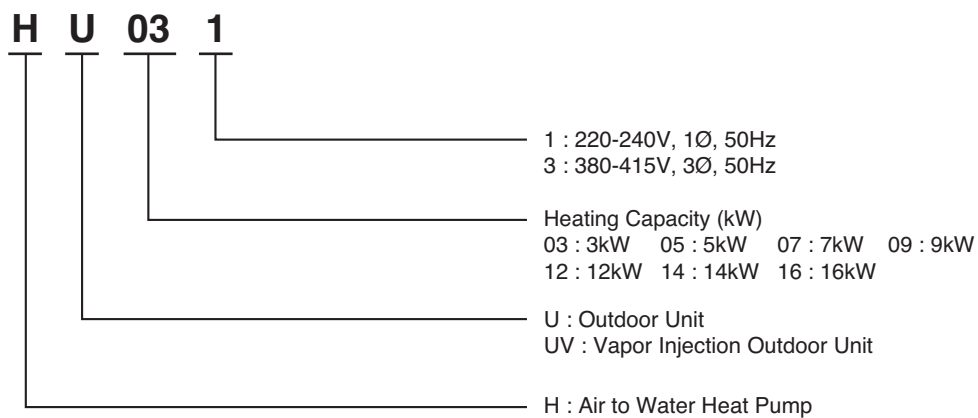 H U 03 1
1 : 220-240V, 1Ø, 50Hz
3 : 380-415V, 3Ø, 50Hz
Heating Capacity (kW)
03 : 3kW 05 : 5kW 07 : 7kW 09 : 9kW
12 : 12kW 14 : 14kW 16 : 16kW
U : Outdoor Unit
UV : Vapor Injection Outdoor Unit
H : Air to Water Heat Pump